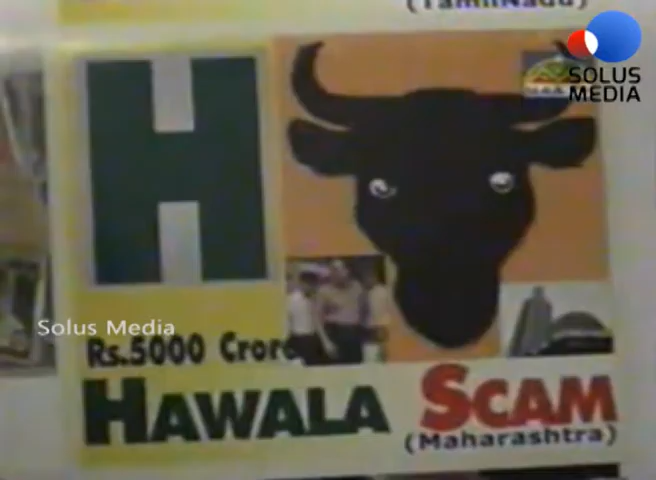 (TamilNadu)
SOLUS
MEDIA
H
Solus Media
Rs.5000 Crore
HAWALA SCAM
(Maharashtra)